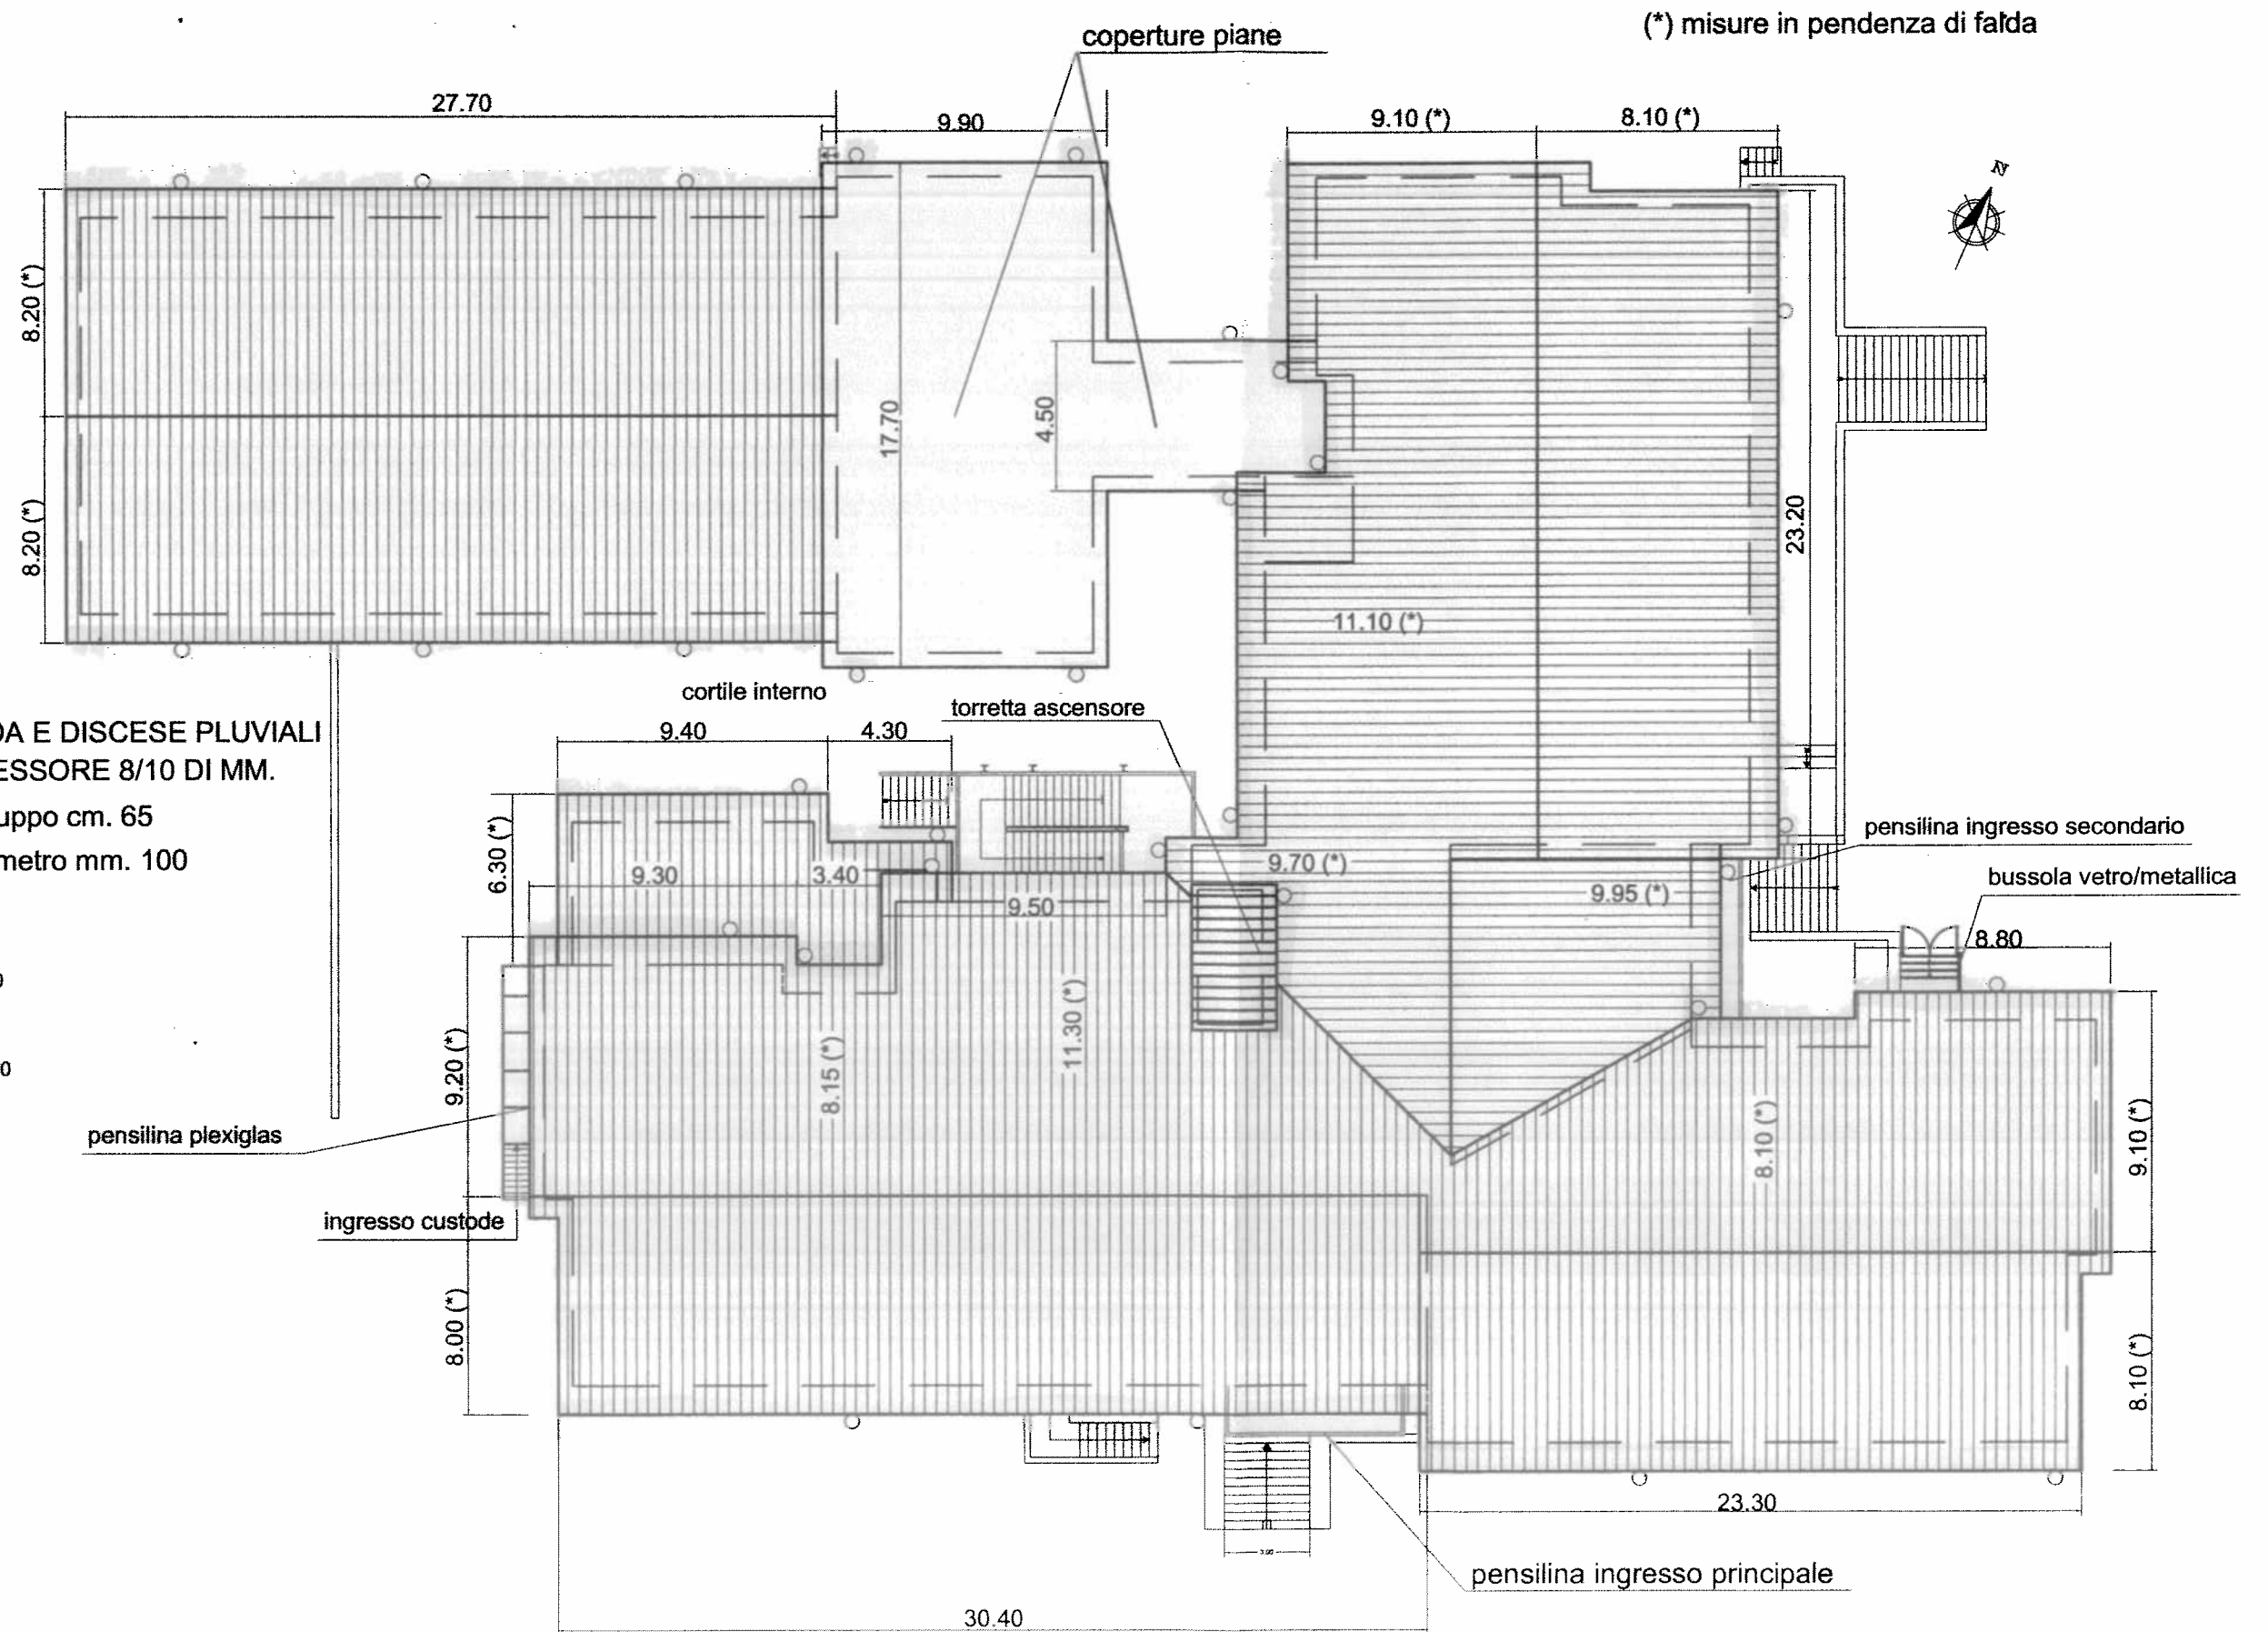 (*) misure in pendenza di falda
coperture piane
27.70
9.90
9.10 (*)
8.10 (*)
N
8.20 (*)
8.20 (*)
17.70
4.50
23.20
11.10 (*)
cortile interno
torretta ascensore
DA E DISCESE PLUVIALI
ESSORE 8/10 DI MM.
uppo cm. 65
metro mm. 100
9.40
4.30
6.30 (*)
9.30
3.40
9.50
9.70 (*)
9.95 (*)
pensilina ingresso secondario
bussola vetro/metallica
8.80
0
9.20 (*)
8.15 (*)
11.30 (*)
8.10 (*)
9.10 (*)
pensilina plexiglas
ingresso custode
8.00 (*)
8.10 (*)
23.30
3.00
pensilina ingresso principale
30.40